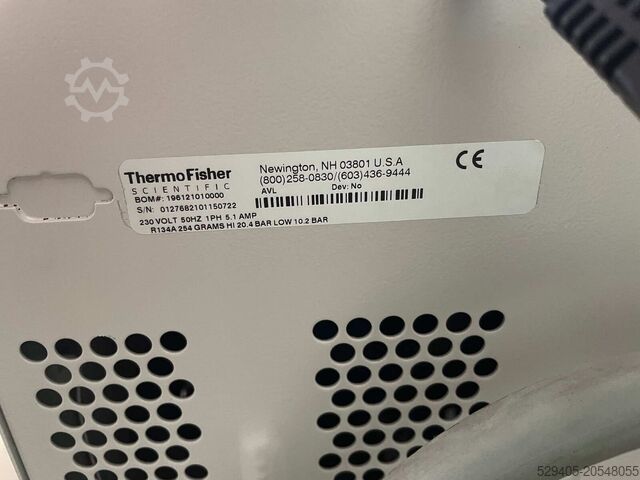 ThermoFisher
SCIENTIFIC
BOM#: 196121010000
S/N: 0127682101150722
Newington, NH 03801 U.S.A
(800)258-0830/(603)436-9444
AVL Dev: No
CE
230 VOLT 50HZ 1PH 5.1 AMP
R134A 254 GRAMS HI 20.4 BAR LOW 10.2 BAR
529405-20548055